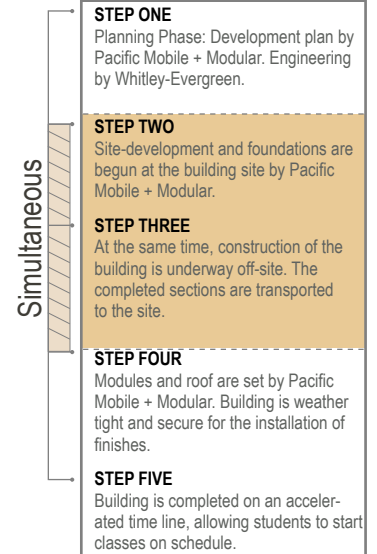 STEP ONE
Planning Phase: Development plan by
Pacific Mobile + Modular. Engineering
by Whitley-Evergreen.
Simultaneous
STEP TWO
Site-development and foundations are
begun at the building site by Pacific
Mobile + Modular.
STEP THREE
At the same time, construction of the
building is underway off-site. The
completed sections are transported
to the site.
STEP FOUR
Modules and roof are set by Pacific
Mobile + Modular. Building is weather
tight and secure for the installation of
finishes.
STEP FIVE
Building is completed on an acceler-
ated time line, allowing students to start
classes on schedule.